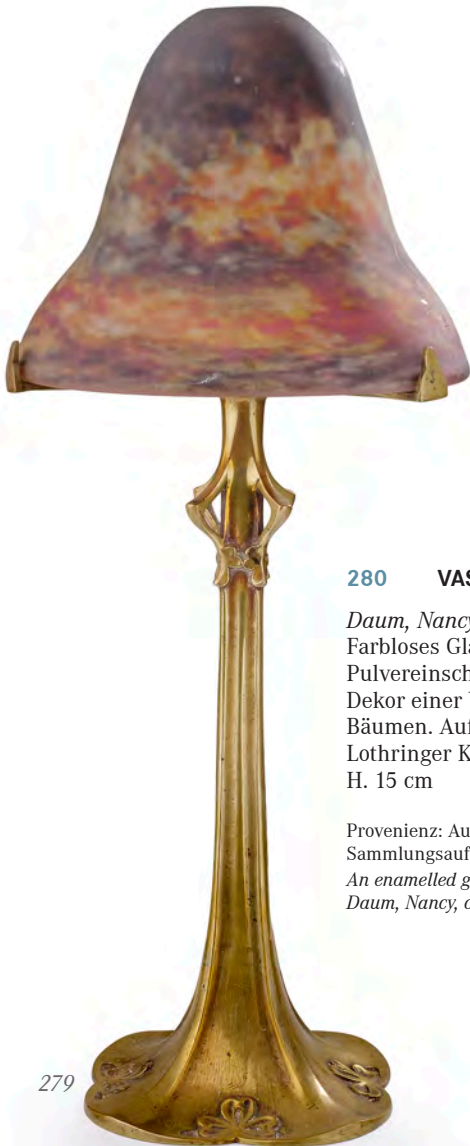 280 VAS
Daum, Nancy
Farbloses Gla
Pulvereinsch
Dekor einer
Bäumen. Auf
Lothringer K
H. 15 cm
Provenienz: Au
Sammlungsauf
An enamelled g
Daum, Nancy, c
279